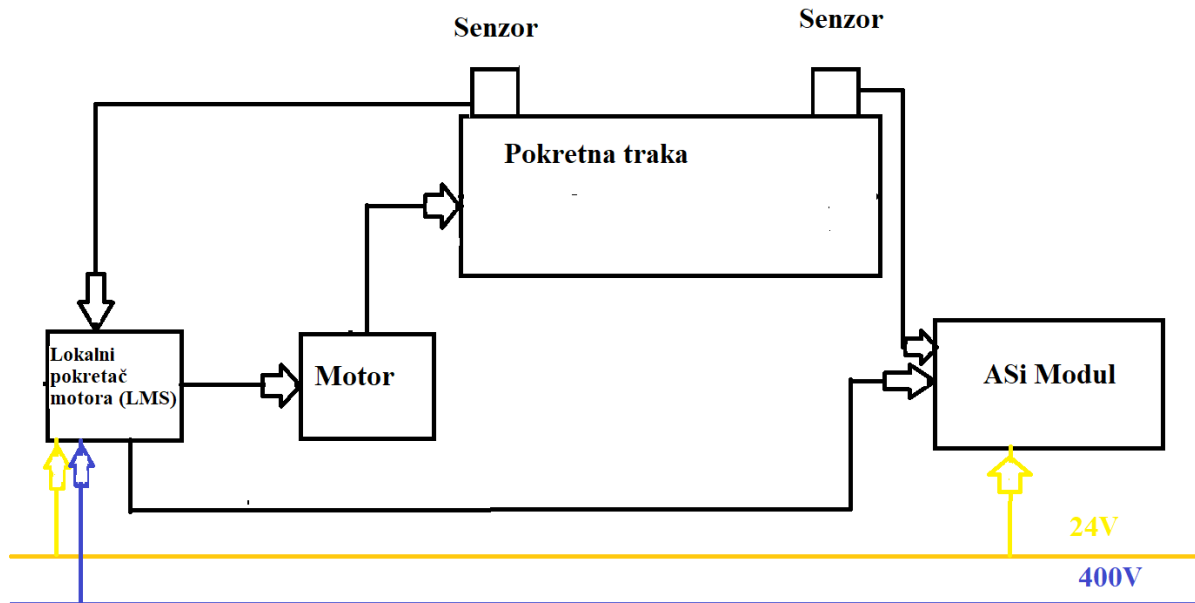 Senzor
Senzor
Pokretna traka
Lokalni
pokretač
motora (LMS)
Motor
ASi Modul
24V
400V